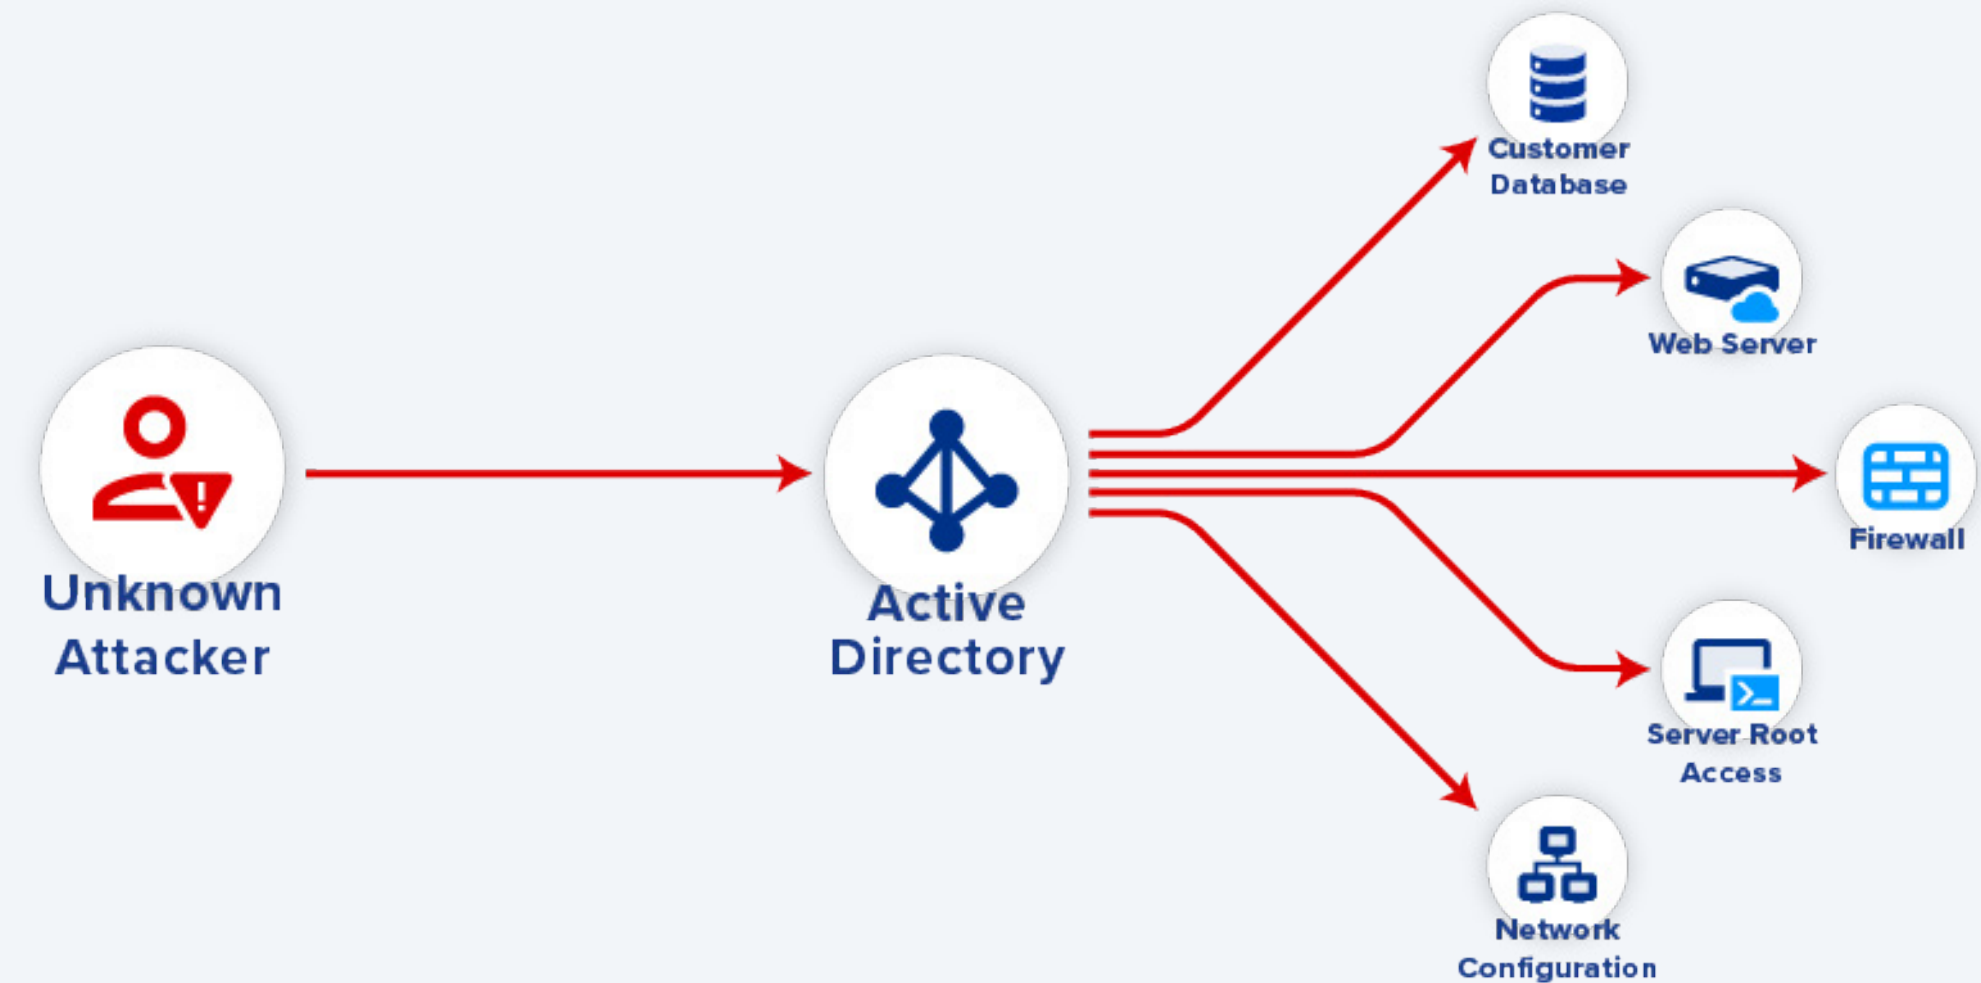 Unknown
Attacker
Active
Directory
Customer
Database
Web Server
Firewall
Server Root
Access
Network
Configuration